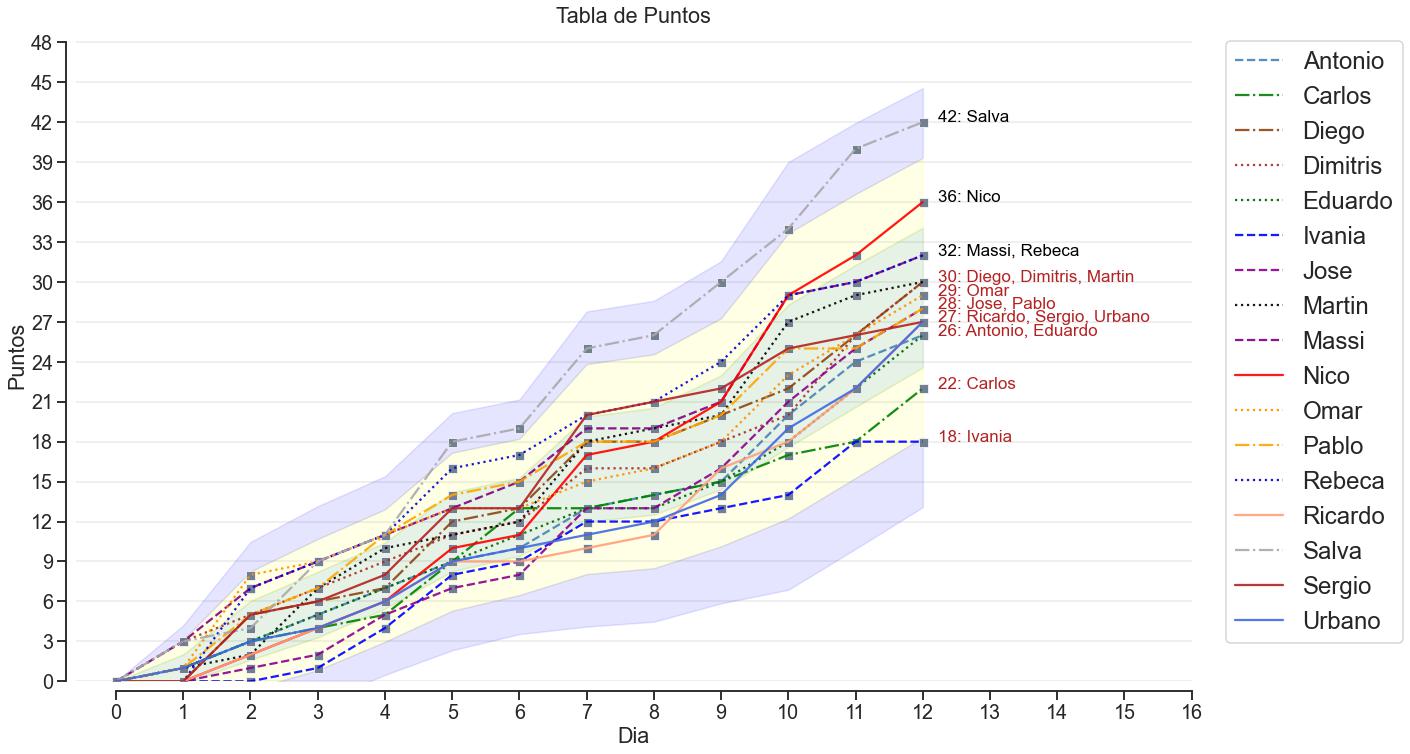 Tabla de Puntos
48
45
42
39
36
33
30
27
24
21
18
15
12
9
6
3
0
Puntos
42: Salva
36: Nico
32: Massi, Rebeca
30: Diego, Dimitris, Martin
29: Omar
28: Jose, Pablo
27: Ricardo, Sergio, Urbano
26: Antonio, Eduardo
22: Carlos
18: Ivania
0 1 2 3 4 5 6 7 8 9 10 11 12 13 14 15 16
Dia
Antonio
Carlos
Diego
Dimitris
Eduardo
Ivania
Jose
Martin
Massi
Nico
Omar
Pablo
Rebeca
Ricardo
Salva
Sergio
Urbano